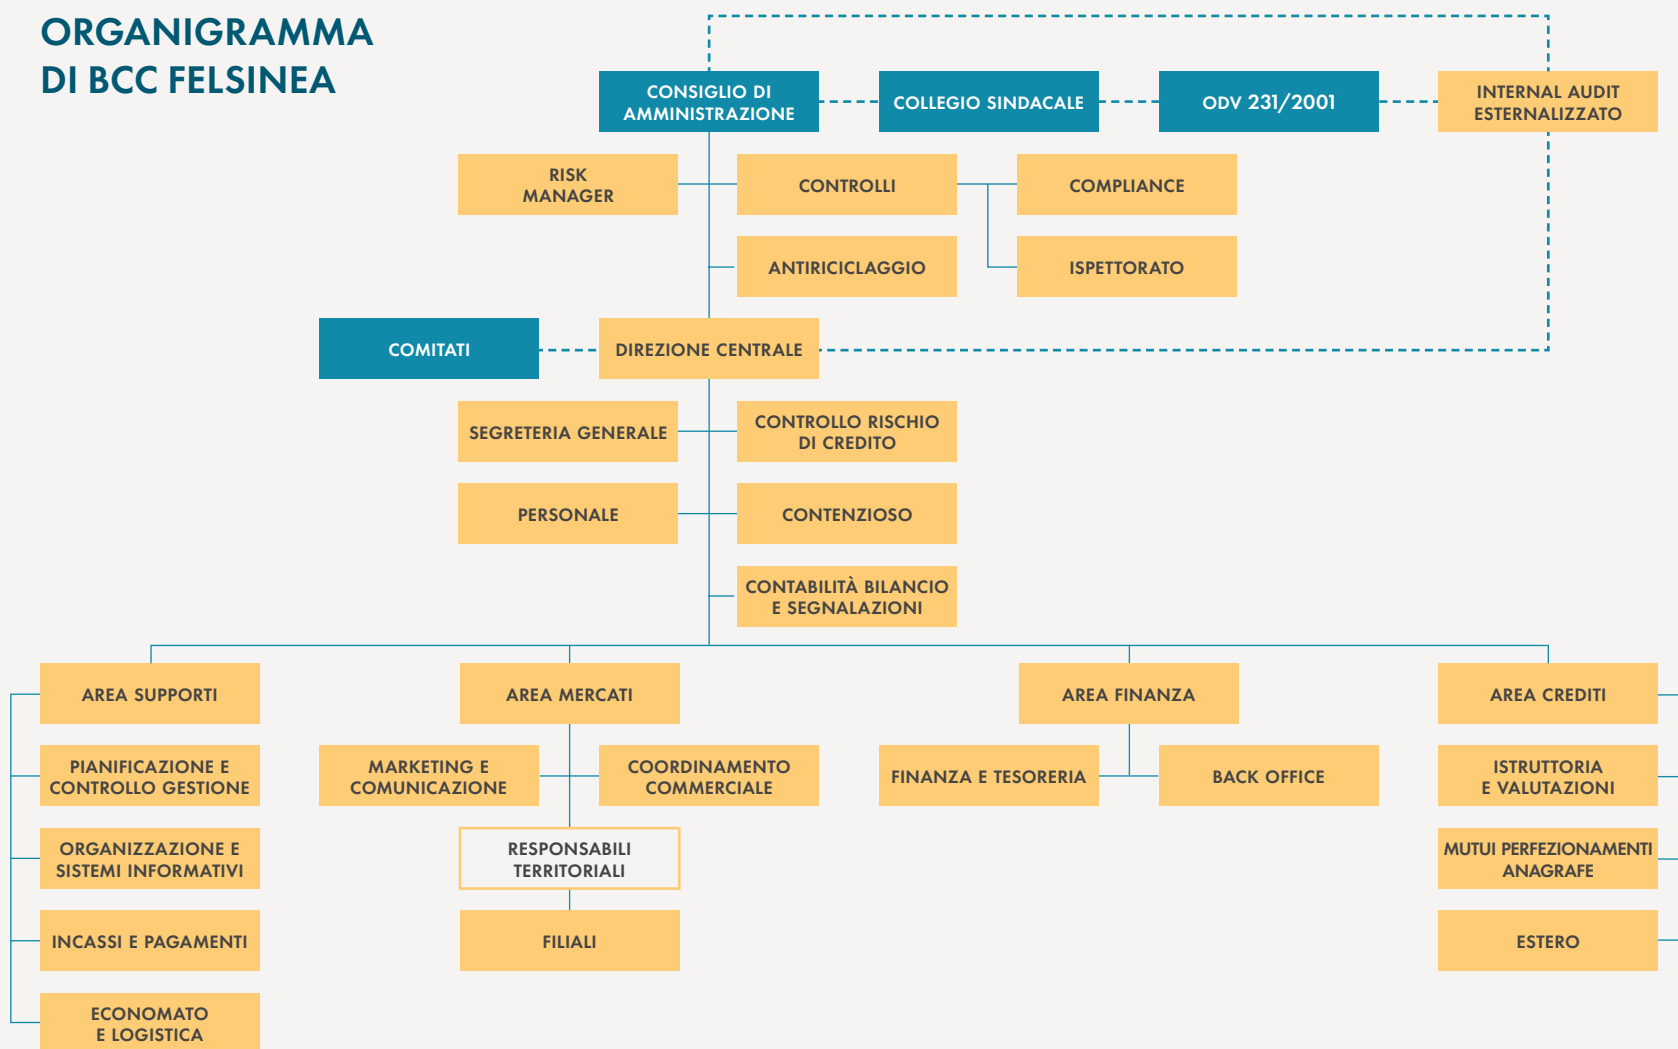 ORGANIGRAMMA
DI BCC FELSINEA
CONSIGLIO DI
AMMINISTRAZIONE
COLLEGIO SINDACALE
ODV 231/2001
INTERNAL AUDIT
ESTERNALIZZATO
RISK
MANAGER
CONTROLLI
COMPLIANCE
ANTIRICICLAGGIO
ISPETTORATO
COMITATI
DIREZIONE CENTRALE
SEGRETERIA GENERALE
CONTROLLO RISCHIO
DI CREDITO
PERSONALE
CONTENZIOSO
CONTABILITÀ BILANCIO
E SEGNALAZIONI
AREA SUPPORTI
AREA MERCATI
AREA FINANZA
AREA CREDITI
PIANIFICAZIONE E
CONTROLLO GESTIONE
MARKETING E
COMUNICAZIONE
COORDINAMENTO
COMMERCIALE
FINANZA E TESORERIA
BACK OFFICE
ISTRUTTORIA
E VALUTAZIONI
ORGANIZZAZIONE E
SISTEMI INFORMATIVI
RESPONSABILI
TERRITORIALI
MUTUI PERFEZIONAMENTI
ANAGRAFE
INCASSI E PAGAMENTI
FILIALI
ESTERO
ECONOMATO
E LOGISTICA